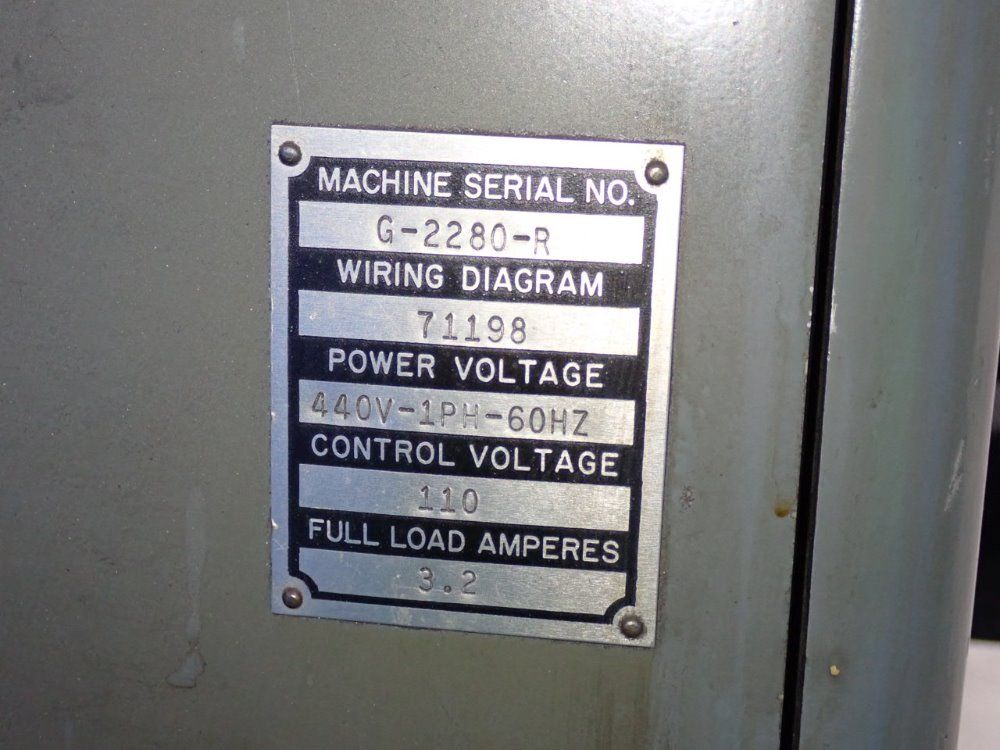 MACHINE SERIAL NO.
G-2280-R
WIRING DIAGRAM
71198
POWER VOLTAGE
440V-1PH-60HZ
CONTROL VOLTAGE
110
FULL LOAD AMPERES
3.2